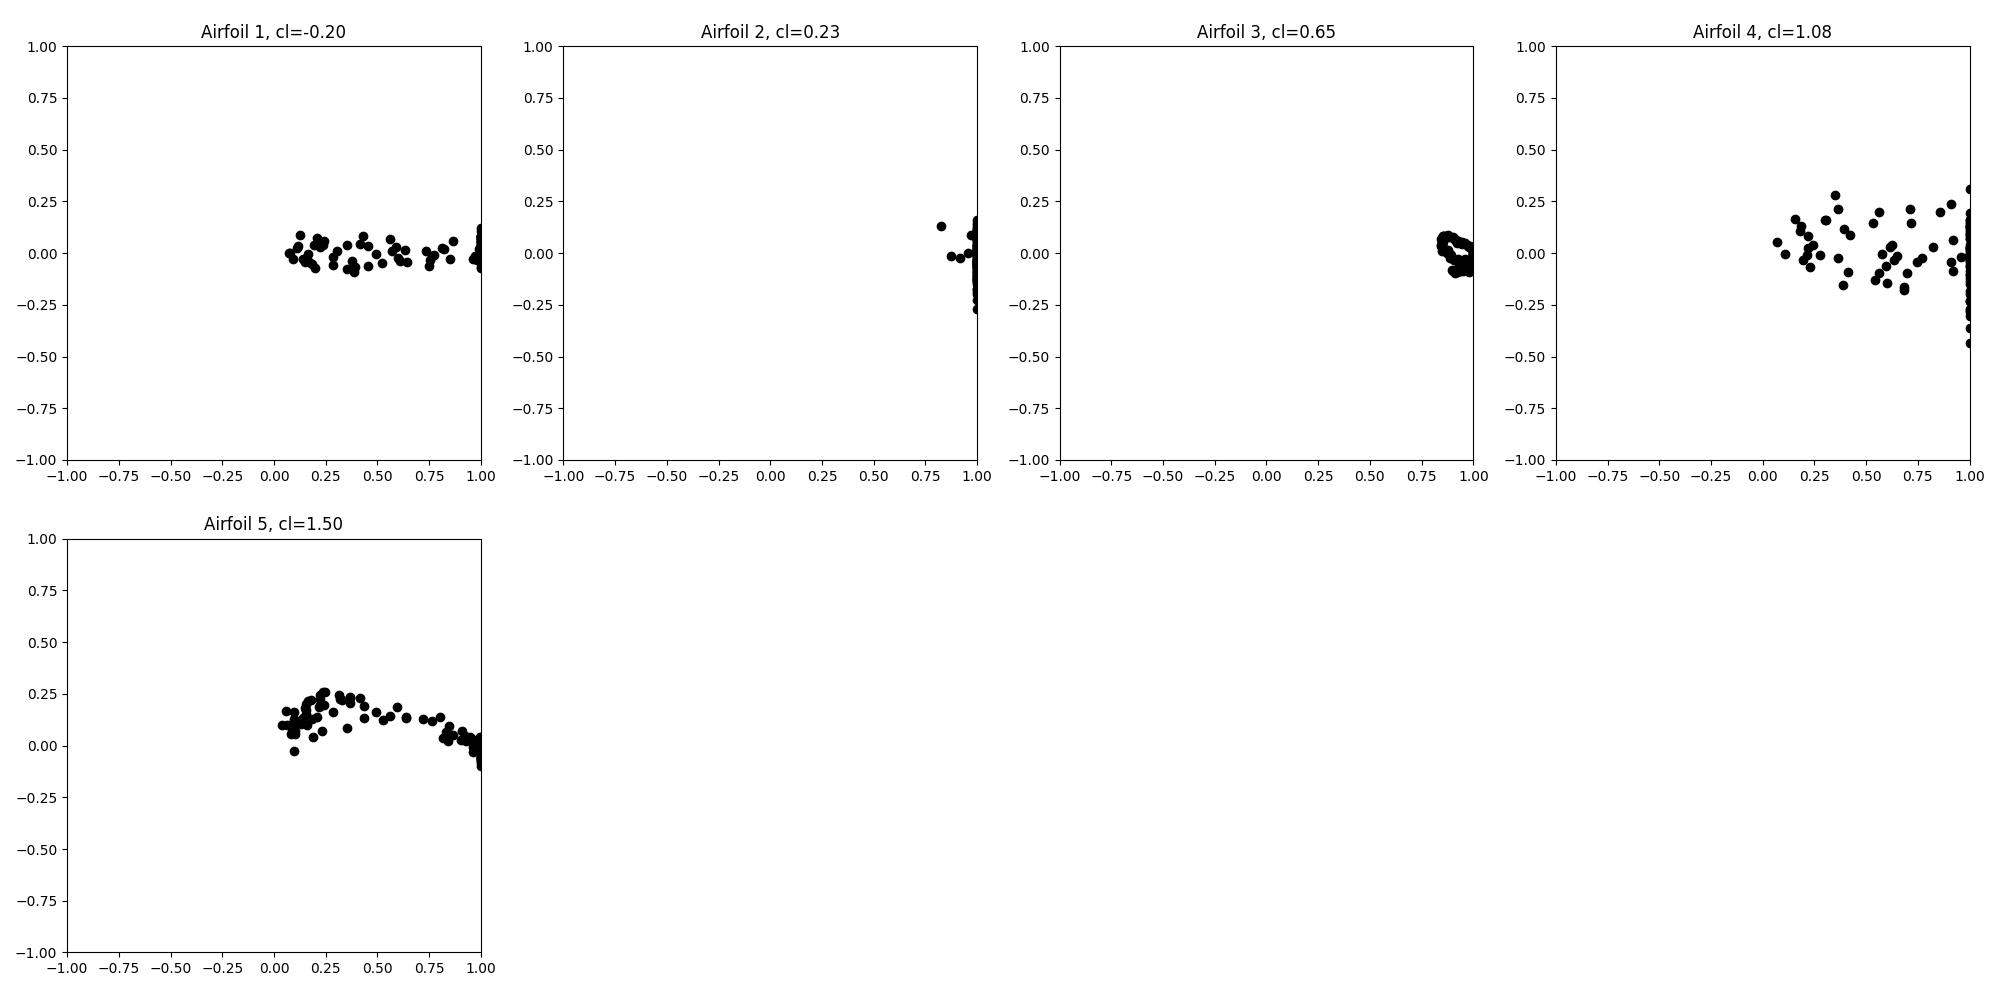 Airfoil 1, cl=-0.20
Airfoil 2, cl=0.23
Airfoil 3, cl=0.65
Airfoil 4, cl=1.08
1.00 1.00 1.00 1.00
0.75 0.75 0.75 0.75
0.50 0.50 0.50 0.50
0.25 0.25 0.25 0.25
0.00 0.00 0.00 0.00
−0.25 −0.25 −0.25 −0.25
−0.50 −0.50 −0.50 −0.50
−0.75 −0.75 −0.75 −0.75
−1.00 −1.00 −1.00 −1.00
−1.00 −0.75 −0.50 −0.25 0.00 0.25 0.50 0.75 1.00
−1.00 −0.75 −0.50 −0.25 0.00 0.25 0.50 0.75 1.00
−1.00 −0.75 −0.50 −0.25 0.00 0.25 0.50 0.75 1.00
−1.00 −0.75 −0.50 −0.25 0.00 0.25 0.50 0.75 1.00
Airfoil 5, cl=1.50
1.00
0.75
0.50
0.25
0.00
−0.25
−0.50
−0.75
−1.00
−1.00 −0.75 −0.50 −0.25 0.00 0.25 0.50 0.75 1.00